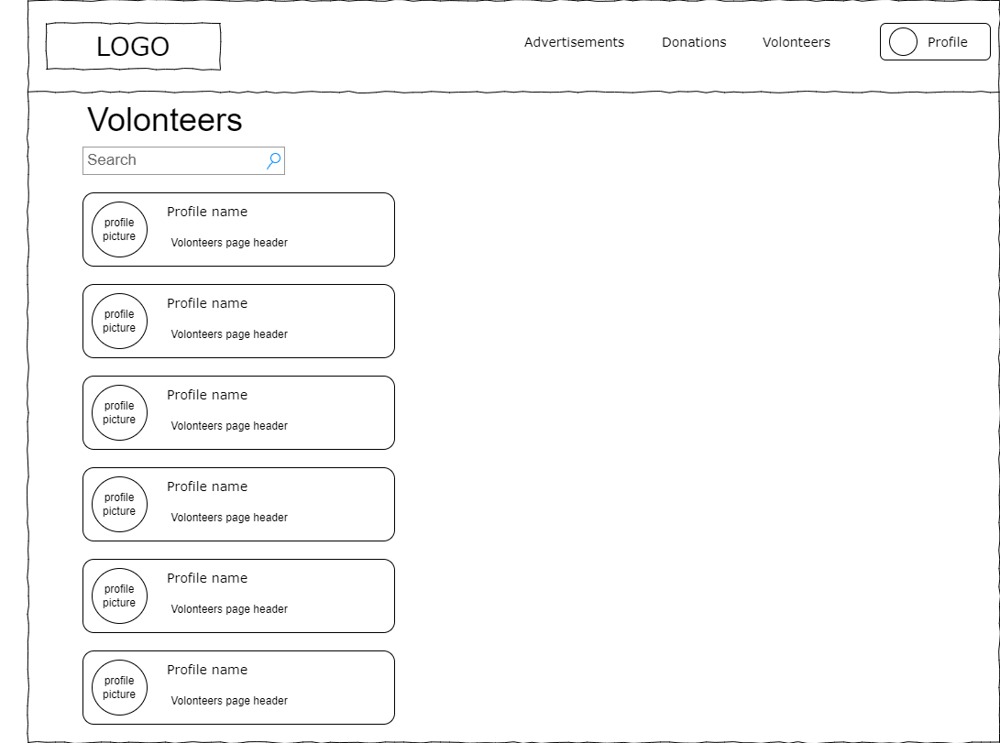 LOGO
Advertisements
Donations
Volonteers
Profile
Volonteers
Search
profile
picture
Profile name
Volonteers page header
profile
picture
Profile name
Volonteers page header
profile
picture
Profile name
Volonteers page header
profile
picture
Profile name
Volonteers page header
profile
picture
Profile name
Volonteers page header
profile
picture
Profile name
Volonteers page header